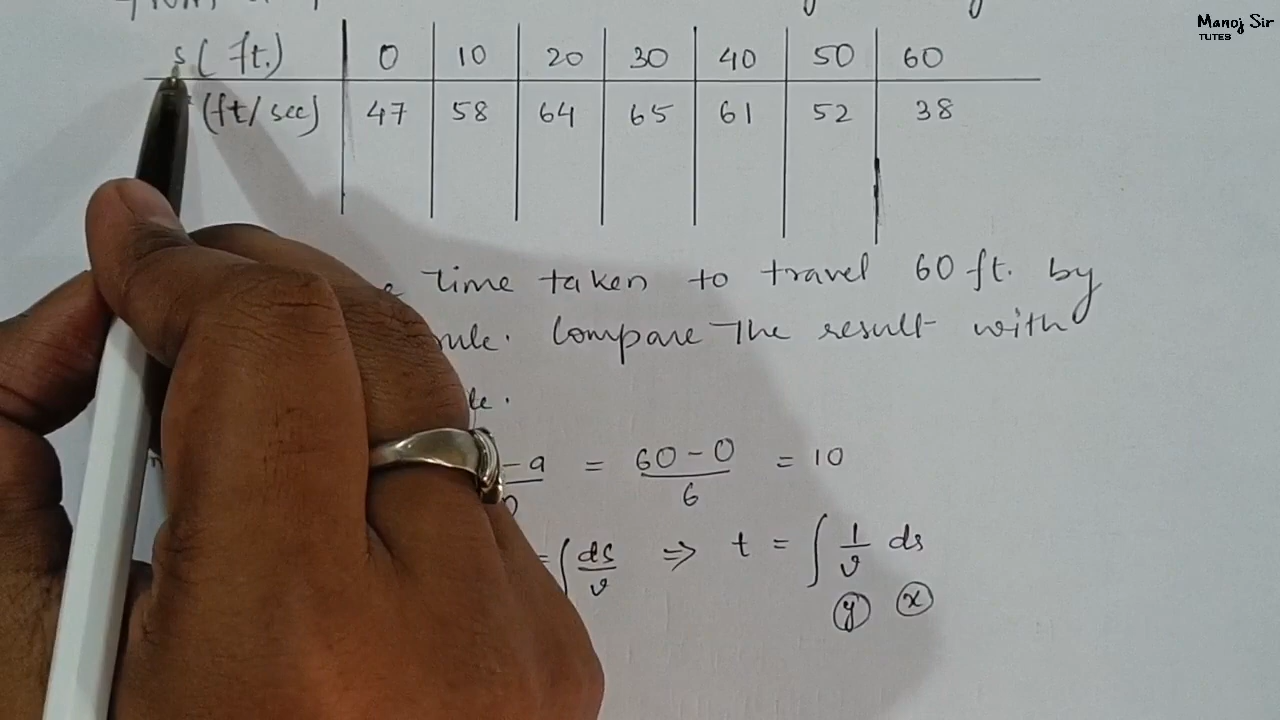 Manoj Sir
TUTES
s (ft.) 0 10 20 30 40 50 60
(ft/sec) 47 58 64 65 61 52 38
time taken to travel 60 ft. by
rule. Compare The result with
- a = 60 - 0 = 10
6
= ∫ ds/v ⇒ t = ∫ 1/v ds
y x